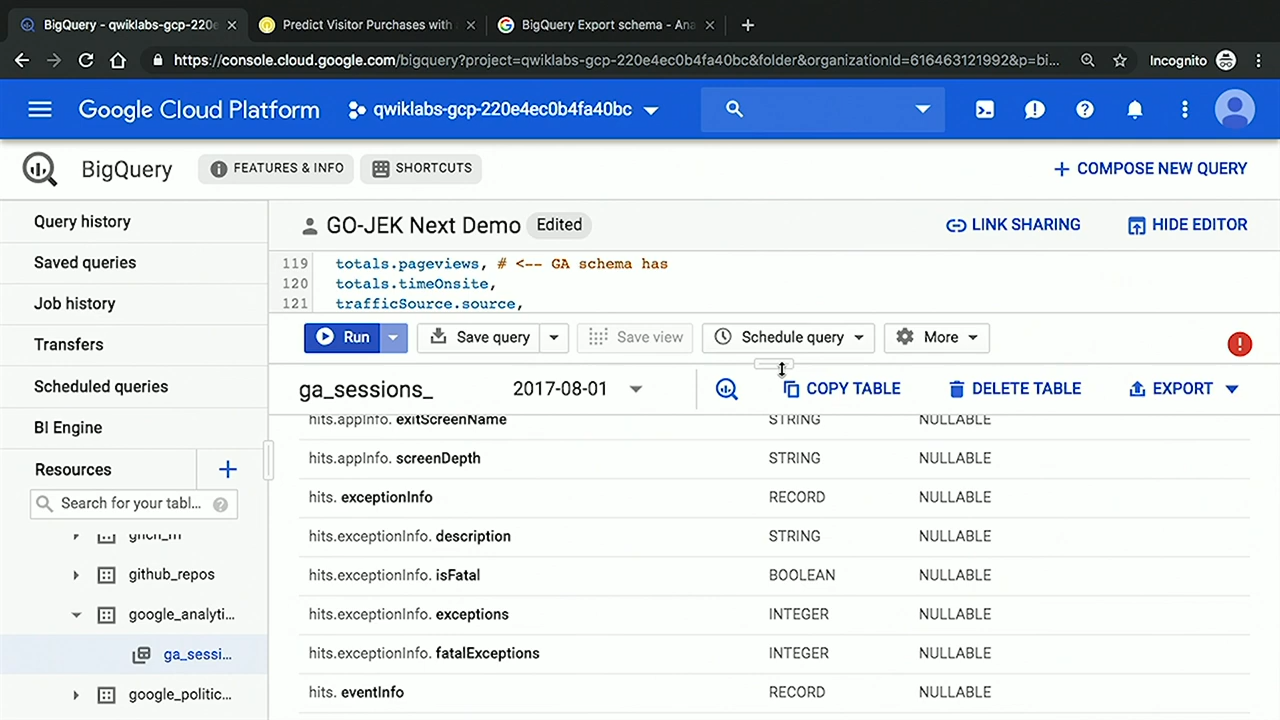 BigQuery - qwiklabs-gcp-220e
Predict Visitor Purchases with
BigQuery Export schema - Ana
https://console.cloud.google.com/bigquery?project=qwiklabs-gcp-220e4ec0b4fa40bc&folder&organizationId=616463121992&p=bi...
Incognito
Google Cloud Platform
qwiklabs-gcp-220e4ec0b4fa40bc
BigQuery
FEATURES & INFO
SHORTCUTS
COMPOSE NEW QUERY
Query history
Saved queries
Job history
Transfers
Scheduled queries
BI Engine
Resources
Search for your tabl...
github_repos
google_analyti...
ga_sessi...
google_politic...
GO-JEK Next Demo
Edited
LINK SHARING
HIDE EDITOR
119 totals.pageviews, # <-- GA schema has
120 totals.timeOnsite,
121 trafficSource.source,
Run
Save query
Save view
Schedule query
More
ga_sessions_
2017-08-01
COPY TABLE
DELETE TABLE
EXPORT
hits.appInfo. exitScreenName STRING NULLABLE
hits.appInfo. screenDepth STRING NULLABLE
hits. exceptionInfo RECORD NULLABLE
hits.exceptionInfo. description STRING NULLABLE
hits.exceptionInfo. isFatal BOOLEAN NULLABLE
hits.exceptionInfo. exceptions INTEGER NULLABLE
hits.exceptionInfo. fatalExceptions INTEGER NULLABLE
hits. eventInfo RECORD NULLABLE